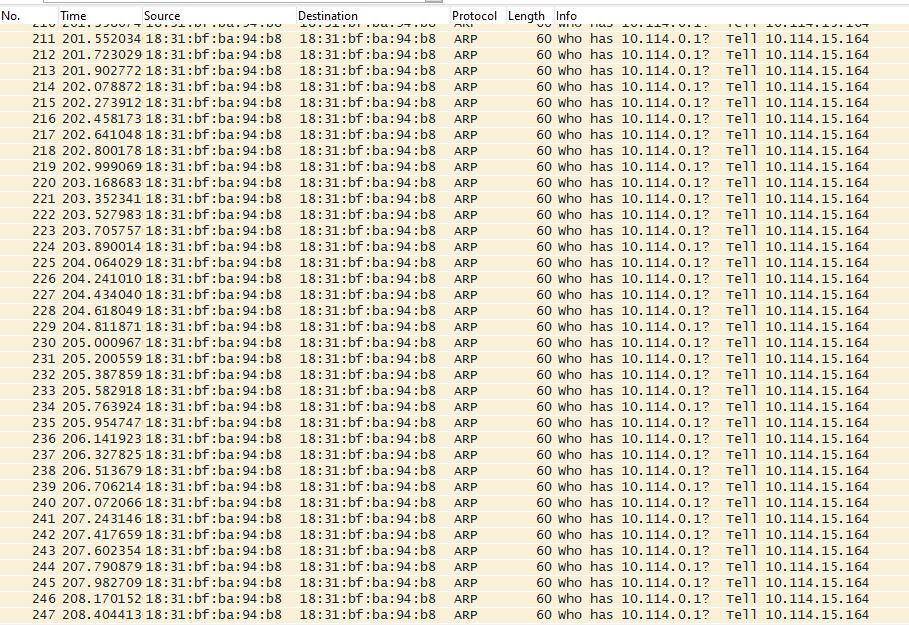 No. Time Source Destination Protocol Length Info
211 201.552034 18:31:bf:ba:94:b8 18:31:bf:ba:94:b8 ARP 60 Who has 10.114.0.1? Tell 10.114.15.164
212 201.723029 18:31:bf:ba:94:b8 18:31:bf:ba:94:b8 ARP 60 Who has 10.114.0.1? Tell 10.114.15.164
213 201.902772 18:31:bf:ba:94:b8 18:31:bf:ba:94:b8 ARP 60 Who has 10.114.0.1? Tell 10.114.15.164
214 202.078872 18:31:bf:ba:94:b8 18:31:bf:ba:94:b8 ARP 60 Who has 10.114.0.1? Tell 10.114.15.164
215 202.273912 18:31:bf:ba:94:b8 18:31:bf:ba:94:b8 ARP 60 Who has 10.114.0.1? Tell 10.114.15.164
216 202.458173 18:31:bf:ba:94:b8 18:31:bf:ba:94:b8 ARP 60 Who has 10.114.0.1? Tell 10.114.15.164
217 202.641048 18:31:bf:ba:94:b8 18:31:bf:ba:94:b8 ARP 60 Who has 10.114.0.1? Tell 10.114.15.164
218 202.800178 18:31:bf:ba:94:b8 18:31:bf:ba:94:b8 ARP 60 Who has 10.114.0.1? Tell 10.114.15.164
219 202.999069 18:31:bf:ba:94:b8 18:31:bf:ba:94:b8 ARP 60 Who has 10.114.0.1? Tell 10.114.15.164
220 203.168683 18:31:bf:ba:94:b8 18:31:bf:ba:94:b8 ARP 60 Who has 10.114.0.1? Tell 10.114.15.164
221 203.352341 18:31:bf:ba:94:b8 18:31:bf:ba:94:b8 ARP 60 Who has 10.114.0.1? Tell 10.114.15.164
222 203.527983 18:31:bf:ba:94:b8 18:31:bf:ba:94:b8 ARP 60 Who has 10.114.0.1? Tell 10.114.15.164
223 203.705757 18:31:bf:ba:94:b8 18:31:bf:ba:94:b8 ARP 60 Who has 10.114.0.1? Tell 10.114.15.164
224 203.890014 18:31:bf:ba:94:b8 18:31:bf:ba:94:b8 ARP 60 Who has 10.114.0.1? Tell 10.114.15.164
225 204.064029 18:31:bf:ba:94:b8 18:31:bf:ba:94:b8 ARP 60 Who has 10.114.0.1? Tell 10.114.15.164
226 204.241010 18:31:bf:ba:94:b8 18:31:bf:ba:94:b8 ARP 60 Who has 10.114.0.1? Tell 10.114.15.164
227 204.434040 18:31:bf:ba:94:b8 18:31:bf:ba:94:b8 ARP 60 Who has 10.114.0.1? Tell 10.114.15.164
228 204.618049 18:31:bf:ba:94:b8 18:31:bf:ba:94:b8 ARP 60 Who has 10.114.0.1? Tell 10.114.15.164
229 204.811871 18:31:bf:ba:94:b8 18:31:bf:ba:94:b8 ARP 60 Who has 10.114.0.1? Tell 10.114.15.164
230 205.000967 18:31:bf:ba:94:b8 18:31:bf:ba:94:b8 ARP 60 Who has 10.114.0.1? Tell 10.114.15.164
231 205.200559 18:31:bf:ba:94:b8 18:31:bf:ba:94:b8 ARP 60 Who has 10.114.0.1? Tell 10.114.15.164
232 205.387859 18:31:bf:ba:94:b8 18:31:bf:ba:94:b8 ARP 60 Who has 10.114.0.1? Tell 10.114.15.164
233 205.582918 18:31:bf:ba:94:b8 18:31:bf:ba:94:b8 ARP 60 Who has 10.114.0.1? Tell 10.114.15.164
234 205.763924 18:31:bf:ba:94:b8 18:31:bf:ba:94:b8 ARP 60 Who has 10.114.0.1? Tell 10.114.15.164
235 205.954747 18:31:bf:ba:94:b8 18:31:bf:ba:94:b8 ARP 60 Who has 10.114.0.1? Tell 10.114.15.164
236 206.141923 18:31:bf:ba:94:b8 18:31:bf:ba:94:b8 ARP 60 Who has 10.114.0.1? Tell 10.114.15.164
237 206.327825 18:31:bf:ba:94:b8 18:31:bf:ba:94:b8 ARP 60 Who has 10.114.0.1? Tell 10.114.15.164
238 206.513679 18:31:bf:ba:94:b8 18:31:bf:ba:94:b8 ARP 60 Who has 10.114.0.1? Tell 10.114.15.164
239 206.706214 18:31:bf:ba:94:b8 18:31:bf:ba:94:b8 ARP 60 Who has 10.114.0.1? Tell 10.114.15.164
240 207.072066 18:31:bf:ba:94:b8 18:31:bf:ba:94:b8 ARP 60 Who has 10.114.0.1? Tell 10.114.15.164
241 207.243146 18:31:bf:ba:94:b8 18:31:bf:ba:94:b8 ARP 60 Who has 10.114.0.1? Tell 10.114.15.164
242 207.417659 18:31:bf:ba:94:b8 18:31:bf:ba:94:b8 ARP 60 Who has 10.114.0.1? Tell 10.114.15.164
243 207.602354 18:31:bf:ba:94:b8 18:31:bf:ba:94:b8 ARP 60 Who has 10.114.0.1? Tell 10.114.15.164
244 207.790879 18:31:bf:ba:94:b8 18:31:bf:ba:94:b8 ARP 60 Who has 10.114.0.1? Tell 10.114.15.164
245 207.982709 18:31:bf:ba:94:b8 18:31:bf:ba:94:b8 ARP 60 Who has 10.114.0.1? Tell 10.114.15.164
246 208.170152 18:31:bf:ba:94:b8 18:31:bf:ba:94:b8 ARP 60 Who has 10.114.0.1? Tell 10.114.15.164
247 208.404413 18:31:bf:ba:94:b8 18:31:bf:ba:94:b8 ARP 60 Who has 10.114.0.1? Tell 10.114.15.164